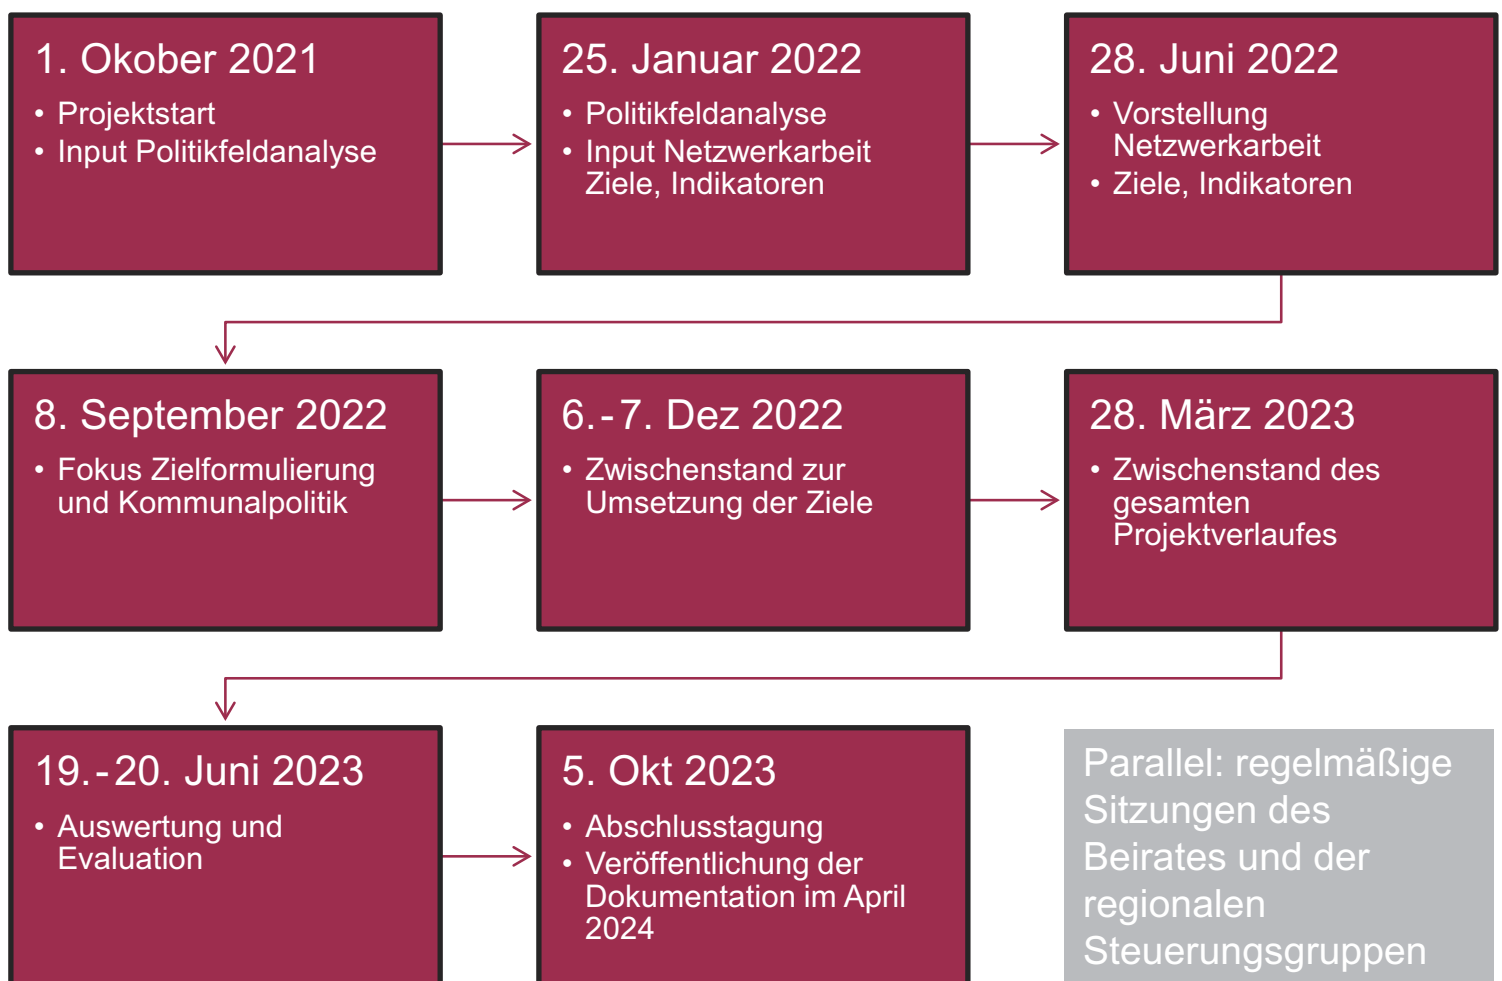 1. Okober 2021
• Projektstart
• Input Politikfeldanalyse
25. Januar 2022
• Politikfeldanalyse
• Input Netzwerkarbeit
Ziele, Indikatoren
28. Juni 2022
• Vorstellung
Netzwerkarbeit
• Ziele, Indikatoren
8. September 2022
• Fokus Zielformulierung
und Kommunalpolitik
6.-7. Dez 2022
• Zwischenstand zur
Umsetzung der Ziele
28. März 2023
• Zwischenstand des
gesamten
Projektverlaufes
19.-20. Juni 2023
• Auswertung und
Evaluation
5. Okt 2023
• Abschlusstagung
• Veröffentlichung der
Dokumentation im April
2024
Parallel: regelmäßige
Sitzungen des
Beirates und der
regionalen
Steuerungsgruppen